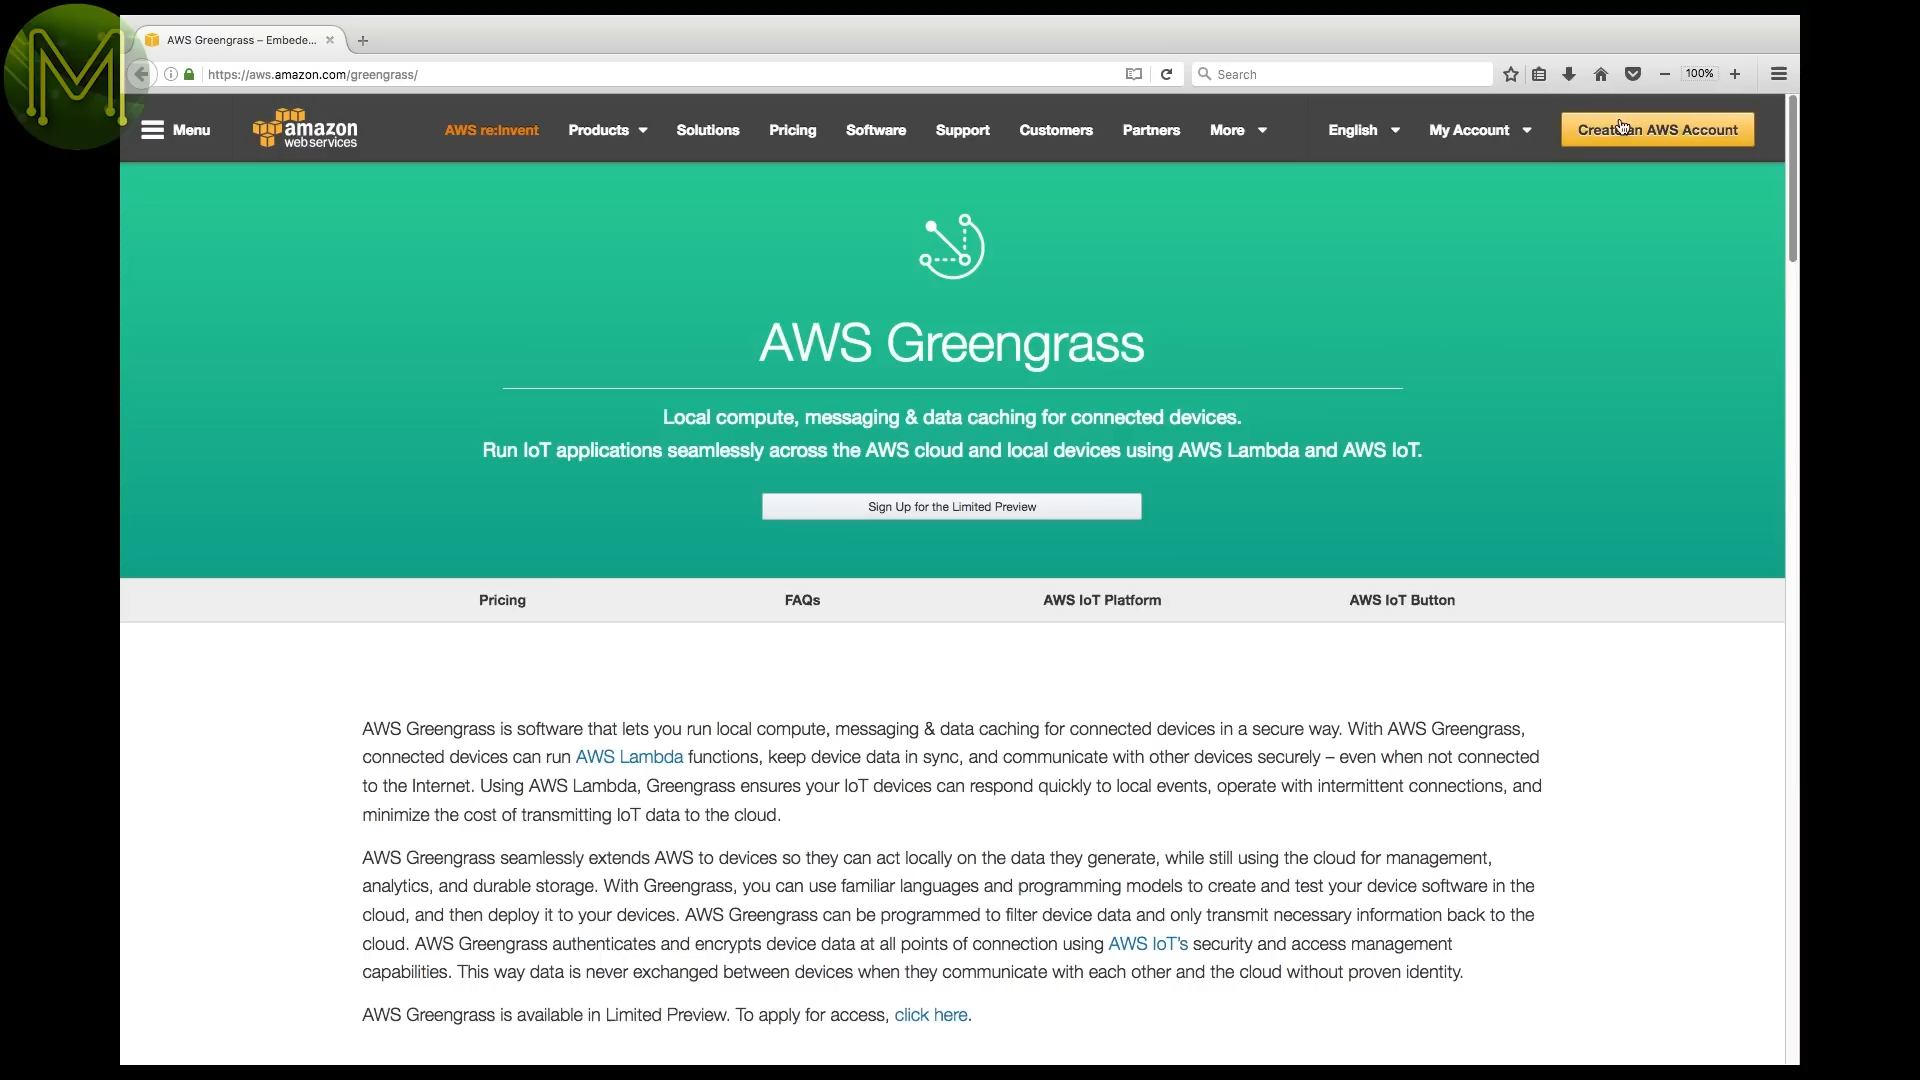 M
AWS Greengrass – Embede...
https://aws.amazon.com/greengrass/
Search
100%
Menu
amazon
web services
AWS re:Invent
Products
Solutions
Pricing
Software
Support
Customers
Partners
More
English
My Account
Create an AWS Account
AWS Greengrass
Local compute, messaging & data caching for connected devices.
Run IoT applications seamlessly across the AWS cloud and local devices using AWS Lambda and AWS IoT.
Sign Up for the Limited Preview
Pricing
FAQs
AWS IoT Platform
AWS IoT Button
AWS Greengrass is software that lets you run local compute, messaging & data caching for connected devices in a secure way. With AWS Greengrass,
connected devices can run AWS Lambda functions, keep device data in sync, and communicate with other devices securely – even when not connected
to the Internet. Using AWS Lambda, Greengrass ensures your IoT devices can respond quickly to local events, operate with intermittent connections, and
minimize the cost of transmitting IoT data to the cloud.
AWS Greengrass seamlessly extends AWS to devices so they can act locally on the data they generate, while still using the cloud for management,
analytics, and durable storage. With Greengrass, you can use familiar languages and programming models to create and test your device software in the
cloud, and then deploy it to your devices. AWS Greengrass can be programmed to filter device data and only transmit necessary information back to the
cloud. AWS Greengrass authenticates and encrypts device data at all points of connection using AWS IoT's security and access management
capabilities. This way data is never exchanged between devices when they communicate with each other and the cloud without proven identity.
AWS Greengrass is available in Limited Preview. To apply for access, click here.